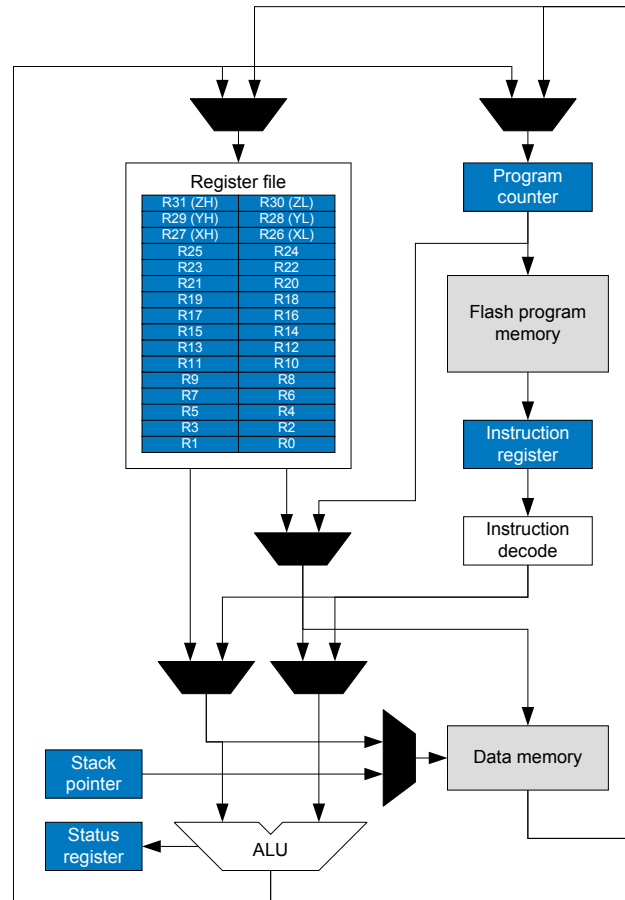 Register file
R31 (ZH) R30 (ZL)
R29 (YH) R28 (YL)
R27 (XH) R26 (XL)
R25 R24
R23 R22
R21 R20
R19 R18
R17 R16
R15 R14
R13 R12
R11 R10
R9 R8
R7 R6
R5 R4
R3 R2
R1 R0
Program
counter
Flash program
memory
Instruction
register
Instruction
decode
Stack
pointer
Data memory
Status
register
ALU